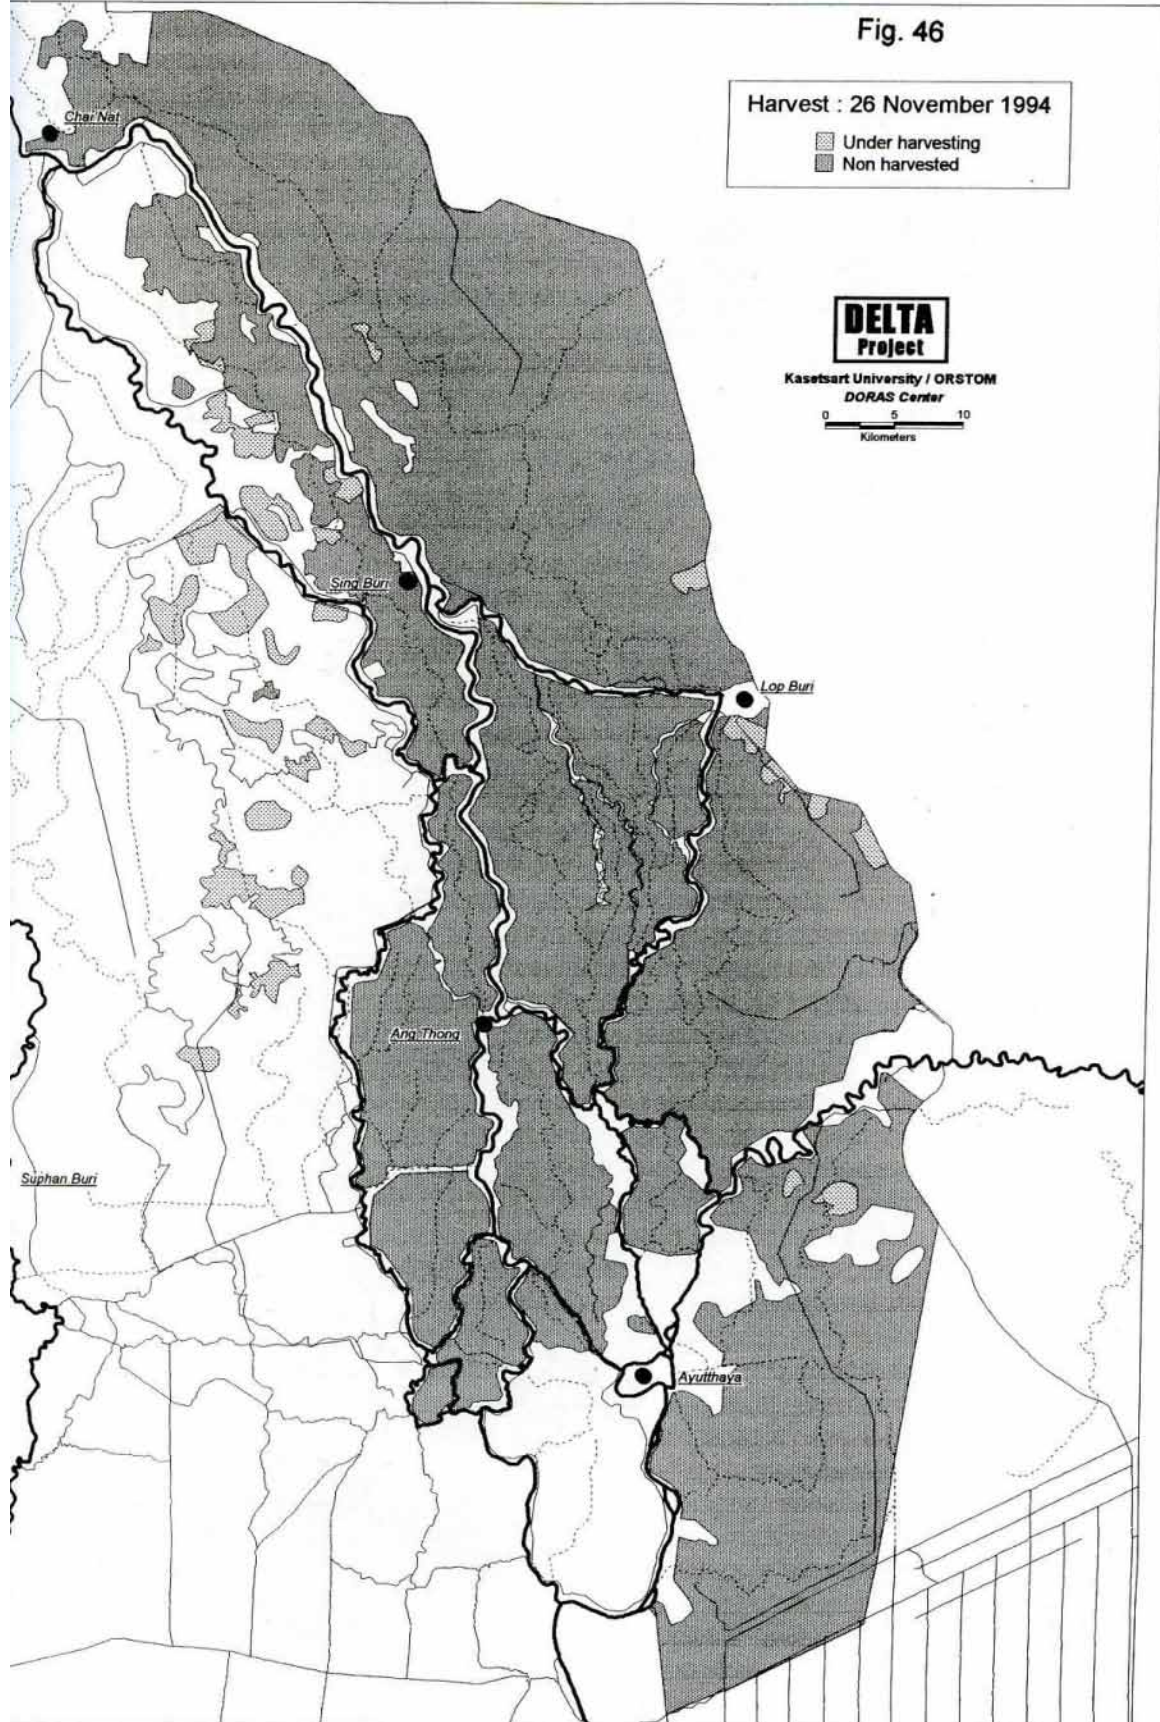 Fig. 46
Harvest : 26 November 1994
Under harvesting
Non harvested
Chai Nat
DELTA
Project
Kasetsart University / ORSTOM
DORAS Center
0 5 10
Kilometers
Sing Buri
Lop Buri
Ang Thong
Suphan Buri
Ayutthaya